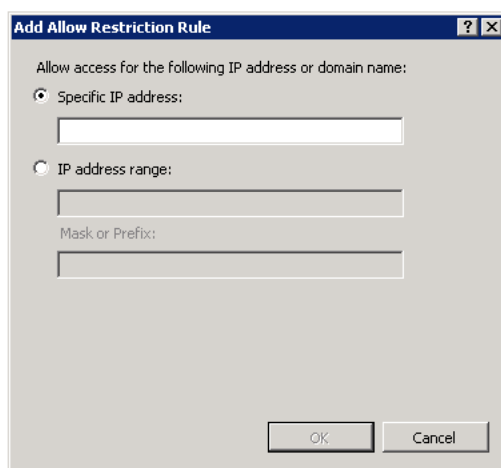 Add Allow Restriction Rule
Allow access for the following IP address or domain name:
Specific IP address:
IP address range:
Mask or Prefix:
OK
Cancel